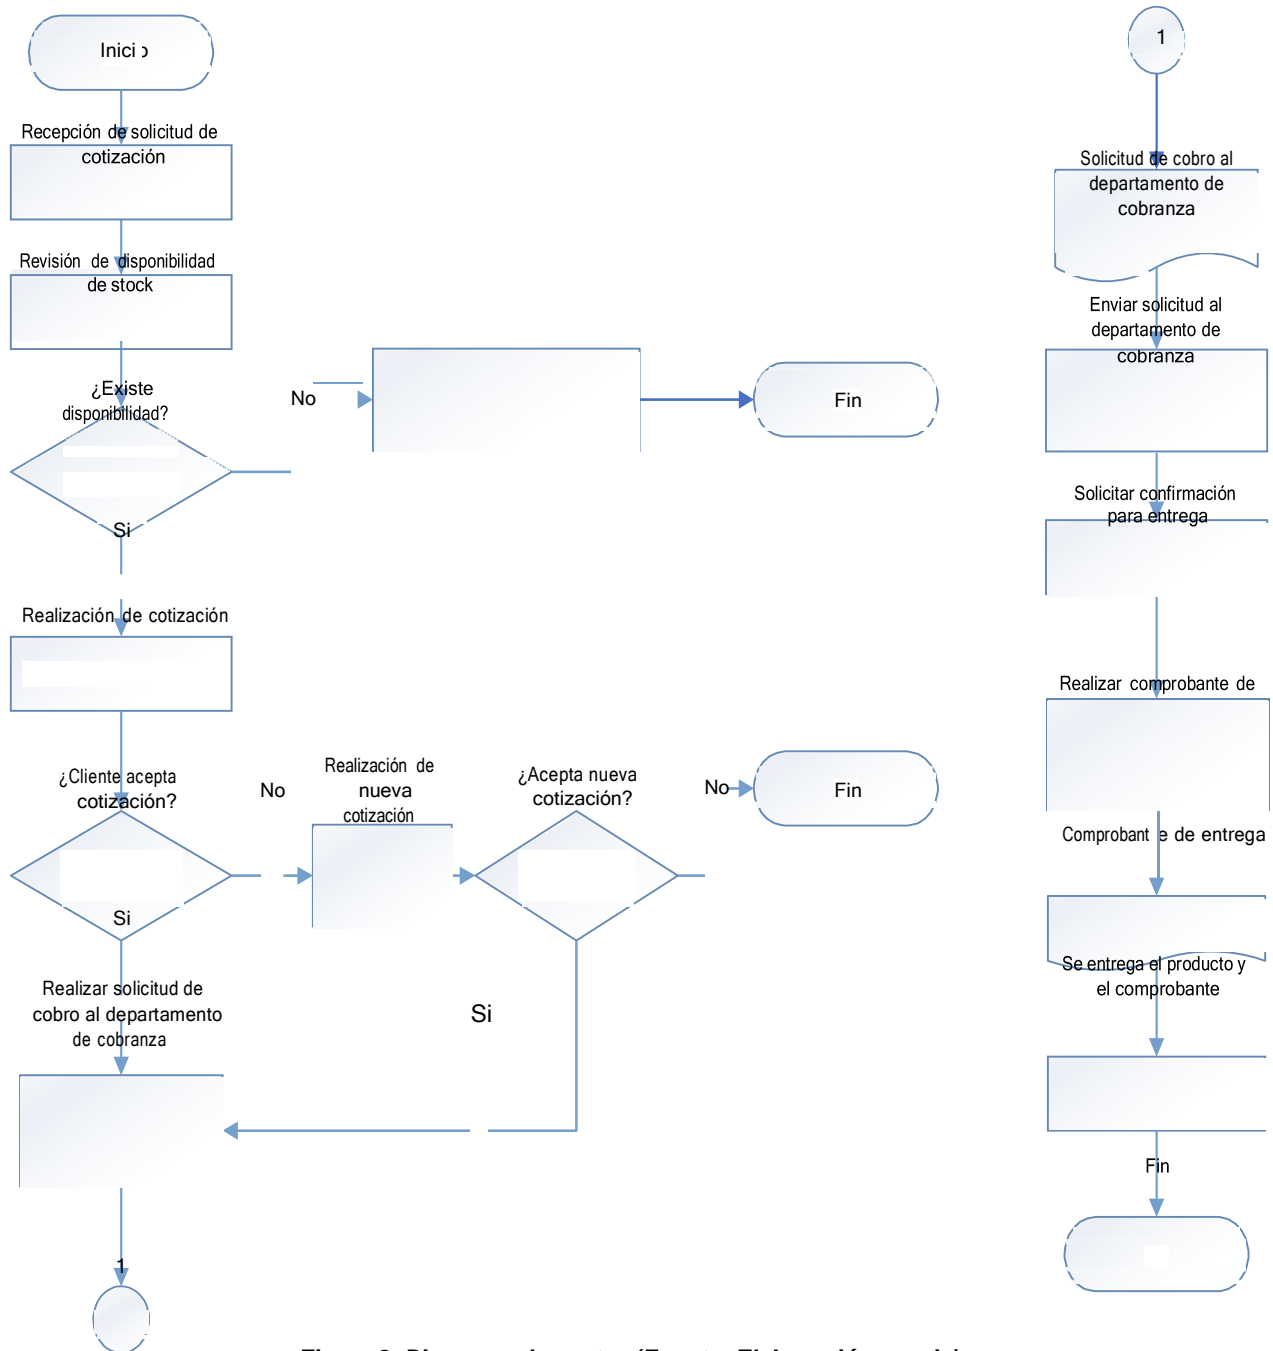 Inicio
Recepción de solicitud de
cotización
Revisión de disponibilidad
de stock
¿Existe
disponibilidad?
No
Fin
Si
Realización de cotización
¿Cliente acepta
cotización?
No
Realización de
nueva
cotización
¿Acepta nueva
cotización?
No
Fin
Si
Realizar solicitud de
cobro al departamento
de cobranza
Si
1
1
Solicitud de cobro al
departamento de
cobranza
Enviar solicitud al
departamento de
cobranza
Solicitar confirmación
para entrega
Realizar comprobante de
Comprobante de entrega
Se entrega el producto y
el comprobante
Fin